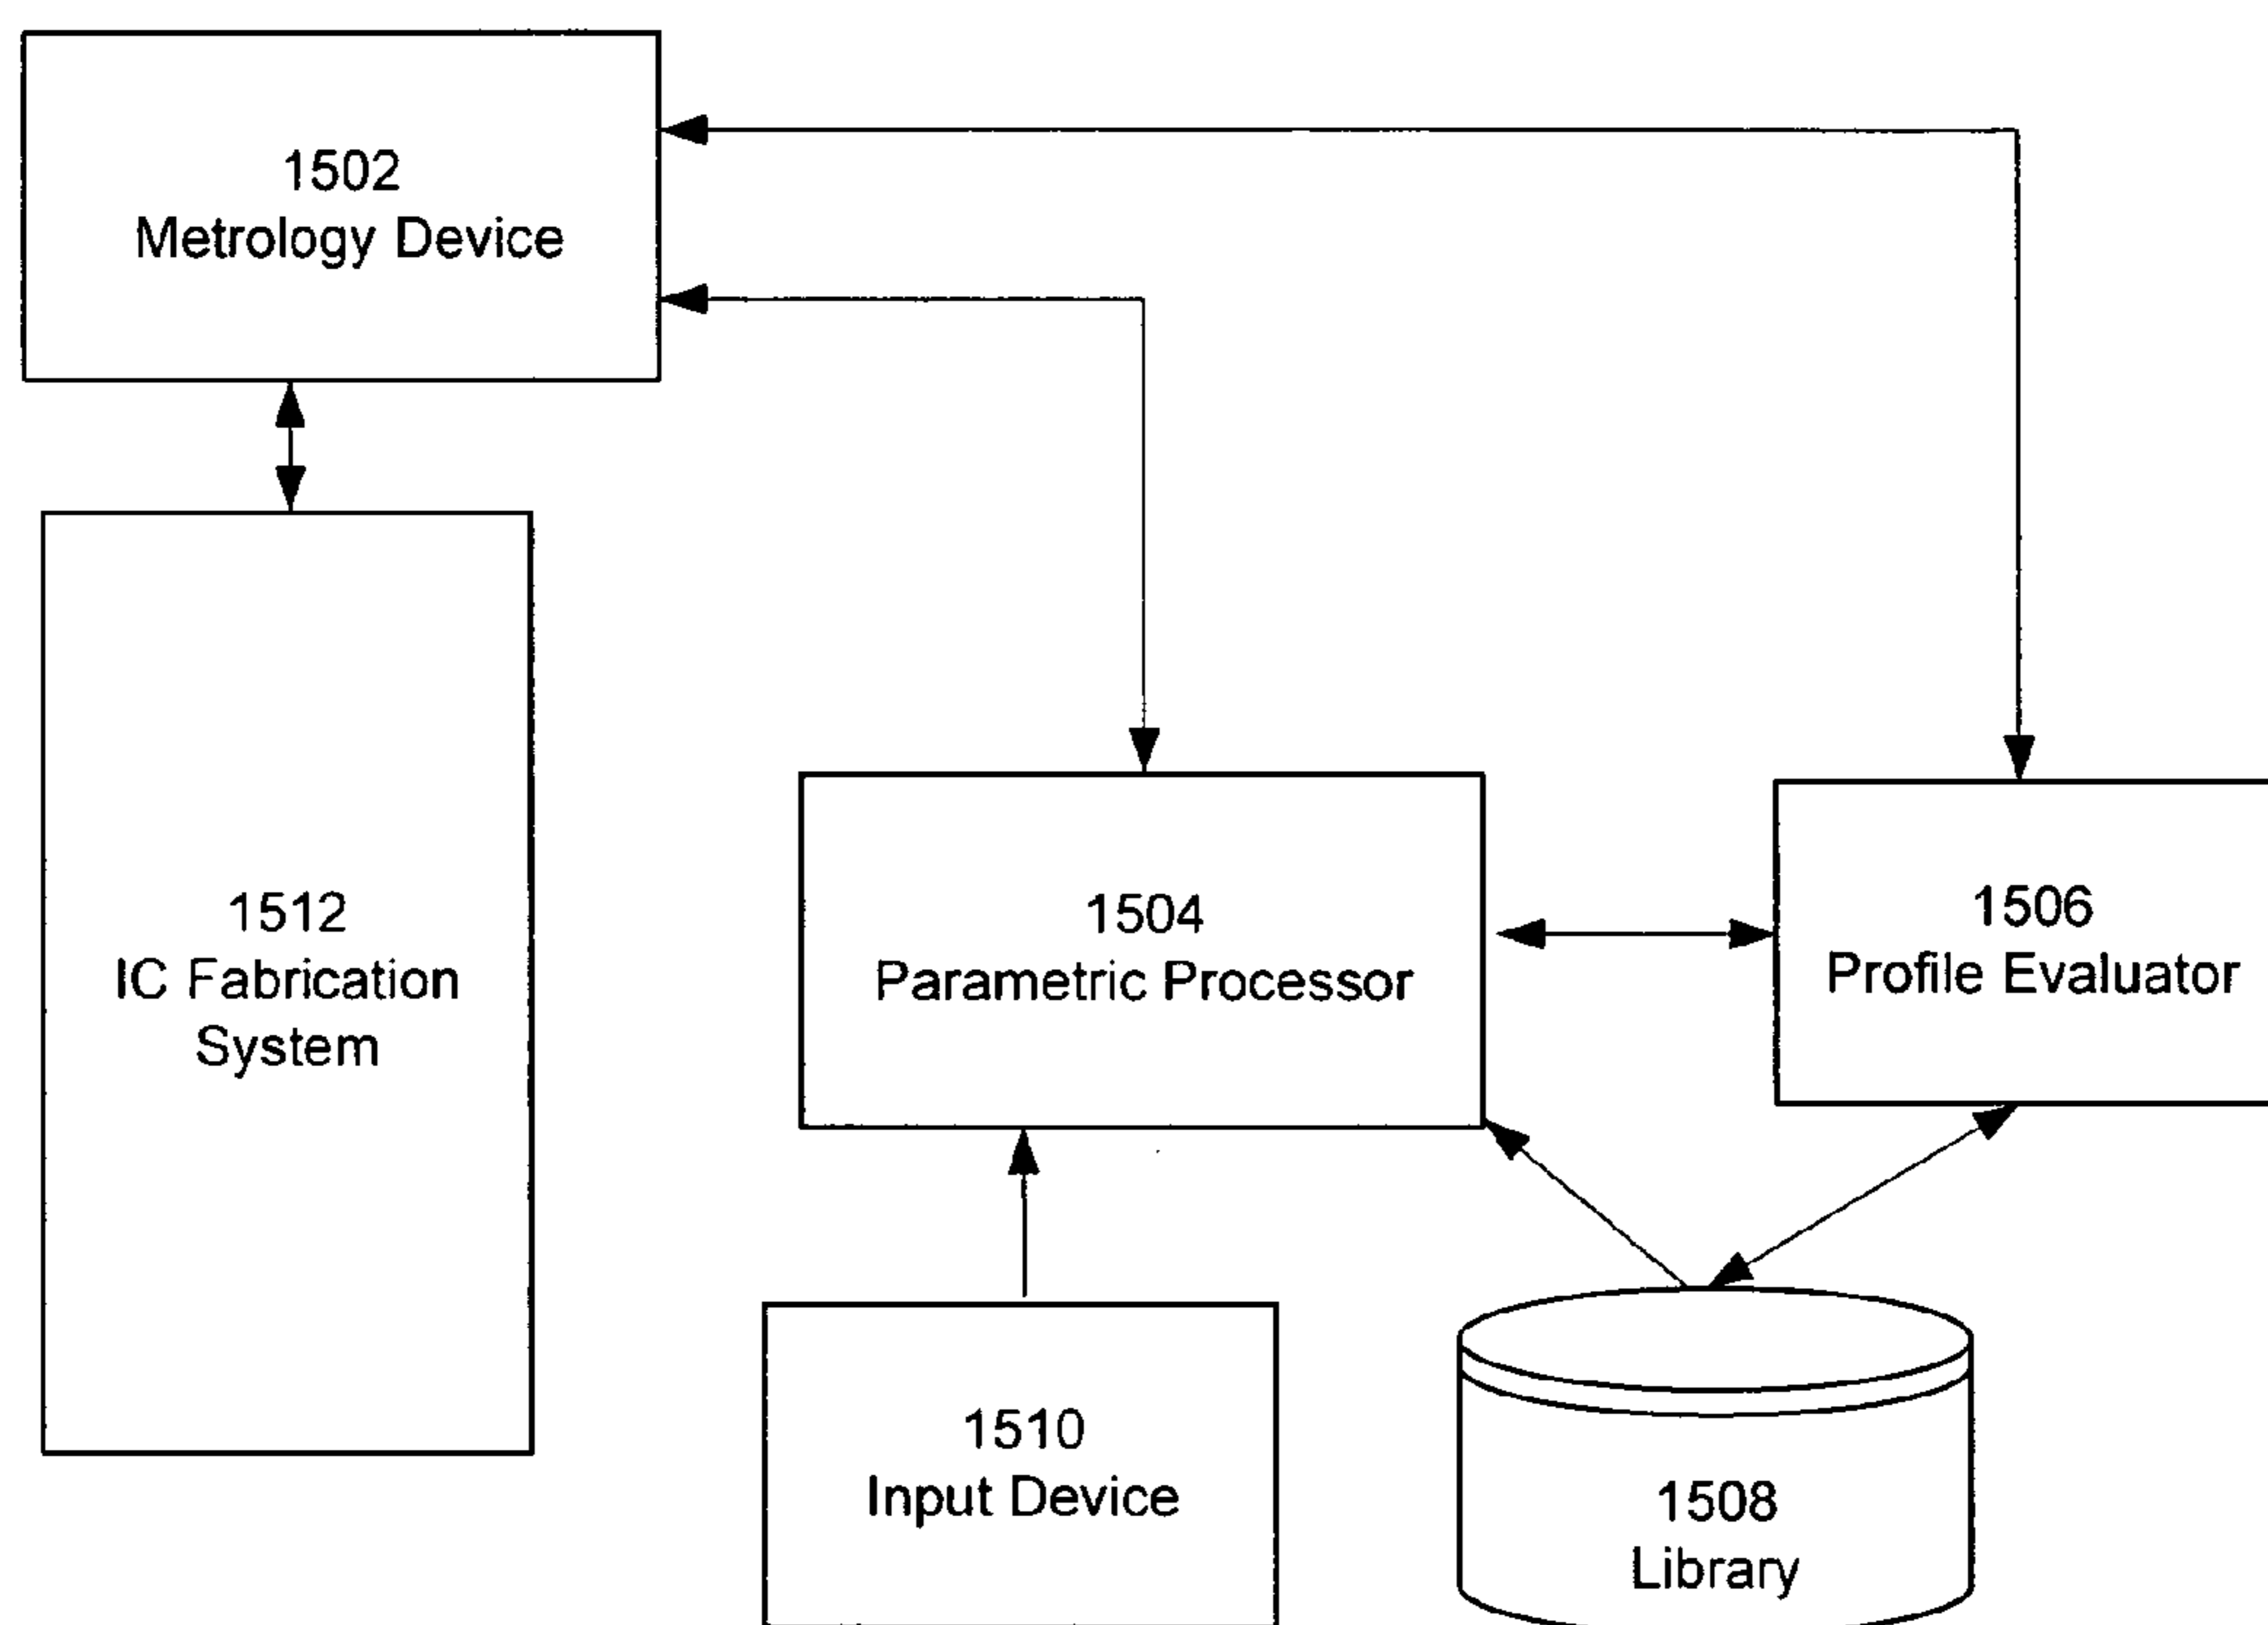 1502
Metrology Device
1512
IC Fabrication
System
1504
Parametric Processor
1506
Profile Evaluator
1510
Input Device
1508
Library